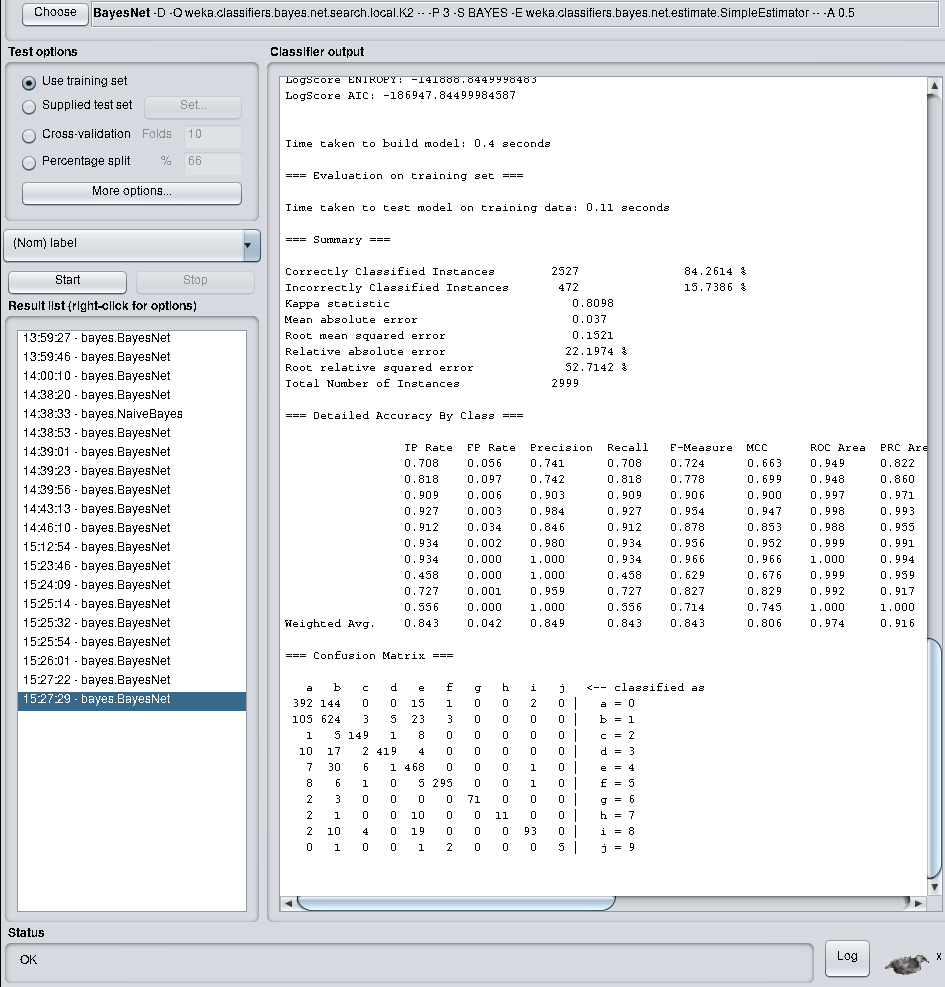 Choose BayesNet -D -Q weka.classifiers.bayes.net.search.local.K2 -- -P 3 -S BAYES -E weka.classifiers.bayes.net.estimate.SimpleEstimator -- -A 0.5
Test options
Use training set
Supplied test set Set...
Cross-validation Folds 10
Percentage split % 66
More options...
(Nom) label
Start Stop
Result list (right-click for options)
13:59:27 - bayes.BayesNet
13:59:46 - bayes.BayesNet
14:00:10 - bayes.BayesNet
14:38:20 - bayes.BayesNet
14:38:33 - bayes.NaiveBayes
14:38:53 - bayes.BayesNet
14:39:01 - bayes.BayesNet
14:39:23 - bayes.BayesNet
14:39:56 - bayes.BayesNet
14:43:13 - bayes.BayesNet
14:46:10 - bayes.BayesNet
15:12:54 - bayes.BayesNet
15:23:46 - bayes.BayesNet
15:24:09 - bayes.BayesNet
15:25:14 - bayes.BayesNet
15:25:32 - bayes.BayesNet
15:25:54 - bayes.BayesNet
15:26:01 - bayes.BayesNet
15:27:22 - bayes.BayesNet
15:27:29 - bayes.BayesNet
Classifier output
LogScore ENTROPY: -141888.8449998483
LogScore AIC: -186947.84499984587
Time taken to build model: 0.4 seconds
=== Evaluation on training set ===
Time taken to test model on training data: 0.11 seconds
=== Summary ===
Correctly Classified Instances 2527 84.2614 %
Incorrectly Classified Instances 472 15.7386 %
Kappa statistic 0.8098
Mean absolute error 0.037
Root mean squared error 0.1521
Relative absolute error 22.1974 %
Root relative squared error 52.7142 %
Total Number of Instances 2999
=== Detailed Accuracy By Class ===
TP Rate FP Rate Precision Recall F-Measure MCC ROC Area PRC Are
0.708 0.056 0.741 0.708 0.724 0.663 0.949 0.822
0.818 0.097 0.742 0.818 0.778 0.699 0.948 0.860
0.909 0.006 0.903 0.909 0.906 0.900 0.997 0.971
0.927 0.003 0.984 0.927 0.954 0.947 0.998 0.993
0.912 0.034 0.846 0.912 0.878 0.853 0.988 0.955
0.934 0.002 0.980 0.934 0.956 0.952 0.999 0.991
0.934 0.000 1.000 0.934 0.966 0.966 1.000 0.994
0.458 0.000 1.000 0.458 0.629 0.676 0.999 0.959
0.727 0.001 0.959 0.727 0.827 0.829 0.992 0.917
0.556 0.000 1.000 0.556 0.714 0.745 1.000 1.000
Weighted Avg. 0.843 0.042 0.849 0.843 0.843 0.806 0.974 0.916
=== Confusion Matrix ===
a b c d e f g h i j <-- classified as
392 144 0 0 15 1 0 0 2 0 | a = 0
105 624 3 5 23 3 0 0 0 0 | b = 1
1 5 149 1 8 0 0 0 0 0 | c = 2
10 17 2 419 4 0 0 0 0 0 | d = 3
7 30 6 1 468 0 0 0 1 0 | e = 4
8 6 1 0 5 295 0 0 1 0 | f = 5
2 3 0 0 0 0 71 0 0 0 | g = 6
2 1 0 0 10 0 0 11 0 0 | h = 7
2 10 4 0 19 0 0 0 93 0 | i = 8
0 1 0 0 1 2 0 0 0 5 | j = 9
Status
OK
Log
x